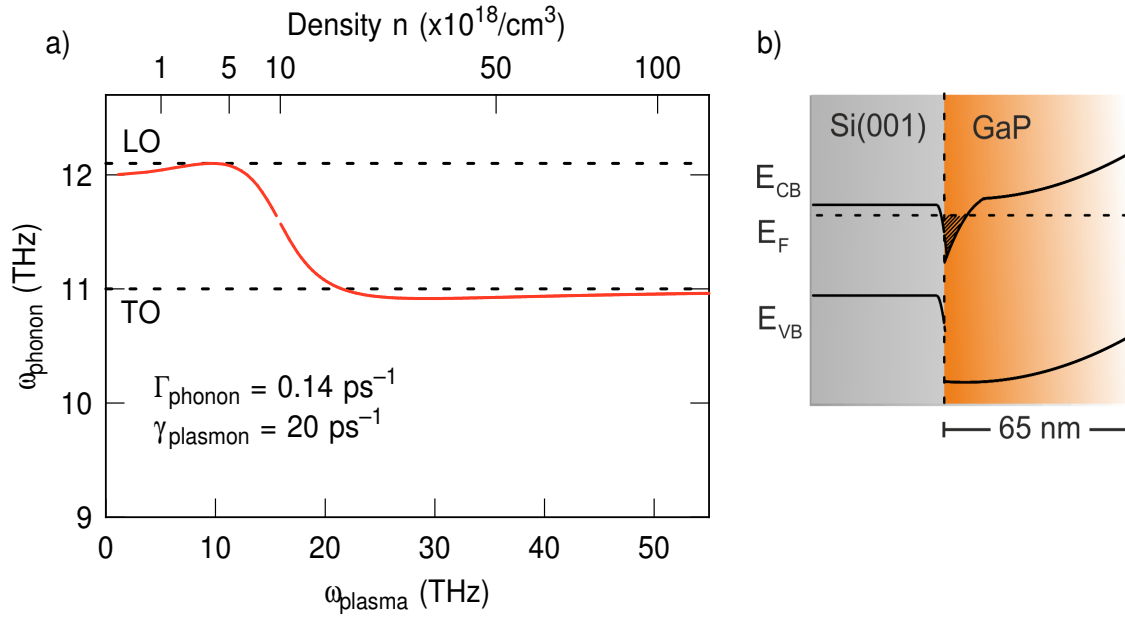 a)
Density n (x10^18/cm^3)
1 5 10 50 100
LO
TO
12
11
10
9
ω_phonon (THz)
Γ_phonon = 0.14 ps^−1
γ_plasmon = 20 ps^−1
0 10 20 30 40 50
ω_plasma (THz)
b)
Si(001) GaP
E_CB
E_F
E_VB
65 nm